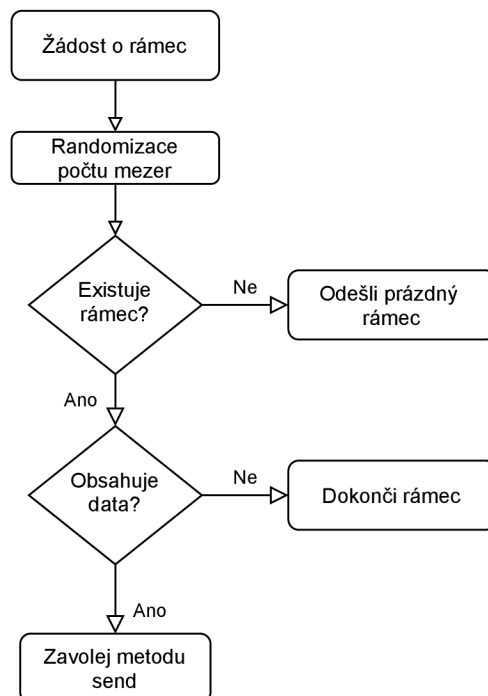 Žádost o rámec
Randomizace
počtu mezer
Existuje
rámec?
Ne
Odešli prázdný
rámec
Ano
Obsahuje
data?
Ne
Dokonči rámec
Ano
Zavolej metodu
send